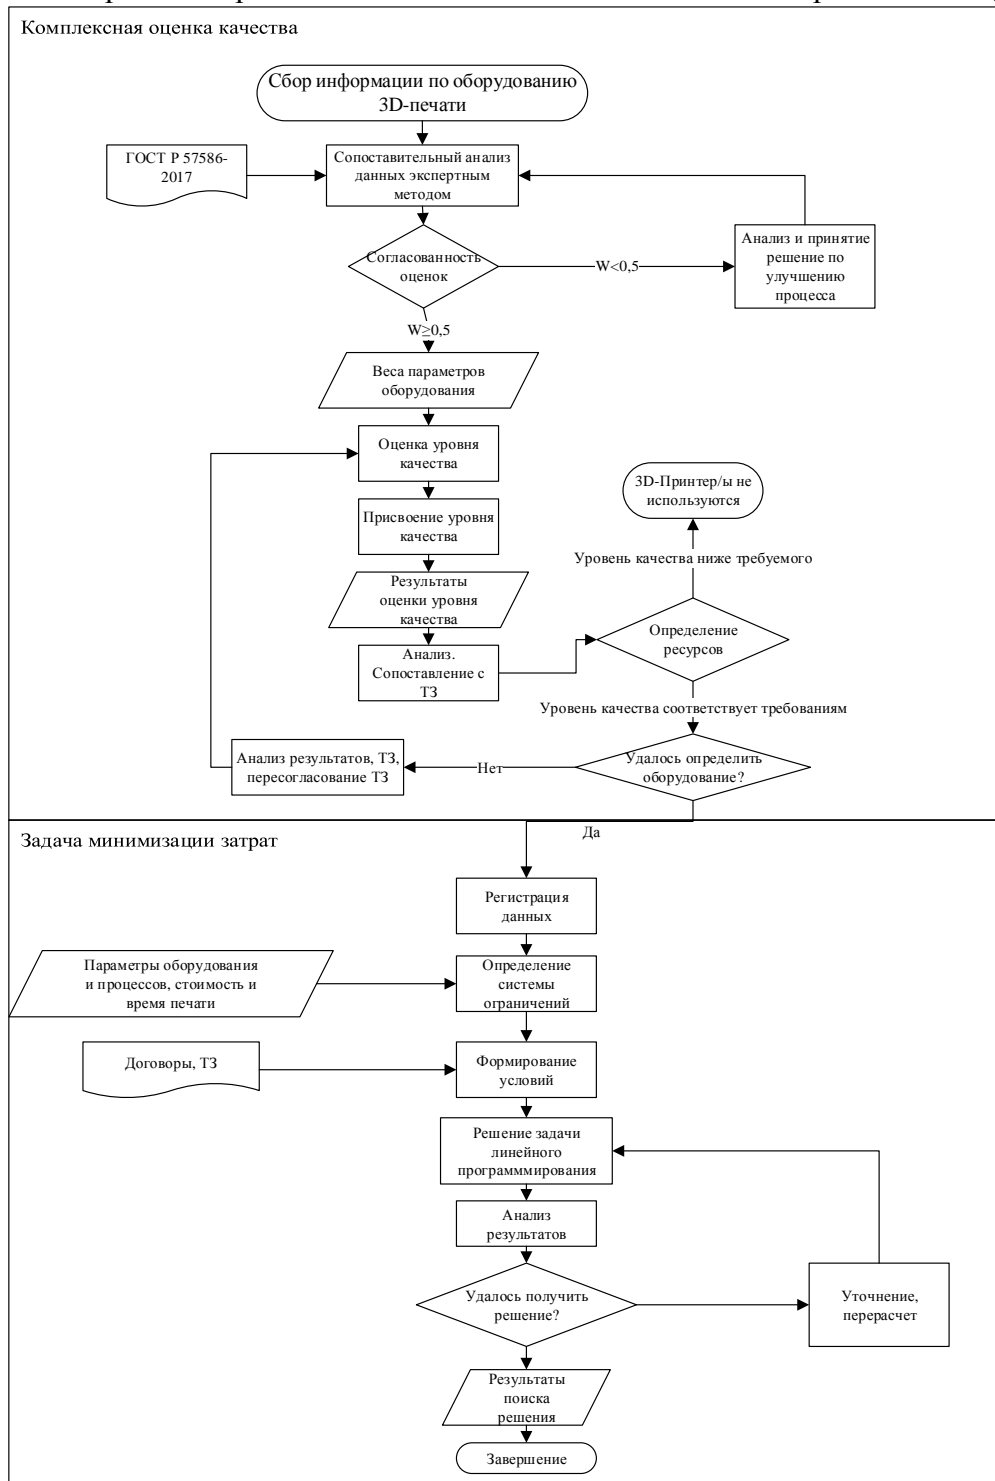 Комплексная оценка качества
Сбор информации по оборудованию
3D-печати
ГОСТ Р 57586-
2017
Сопоставительный анализ
данных экспертным
методом
Согласованность
оценок
W<0,5
Анализ и принятие
решение по
улучшению
процесса
W≥0,5
Веса параметров
оборудования
Оценка уровня
качества
3D-Принтер/ы не
используются
Присвоение уровня
качества
Уровень качества ниже требуемого
Результаты
оценки уровня
качества
Определение
ресурсов
Анализ.
Сопоставление с
ТЗ
Уровень качества соответствует требованиям
Удалось определить
оборудование?
Нет
Анализ результатов, ТЗ,
пересогласование ТЗ
Да
Задача минимизации затрат
Регистрация
данных
Параметры оборудования
и процессов, стоимость и
время печати
Определение
системы
ограничений
Договоры, ТЗ
Формирование
условий
Решение задачи
линейного
программмирования
Анализ
результатов
Удалось получить
решение?
Уточнение,
перерасчет
Результаты
поиска
решения
Завершение